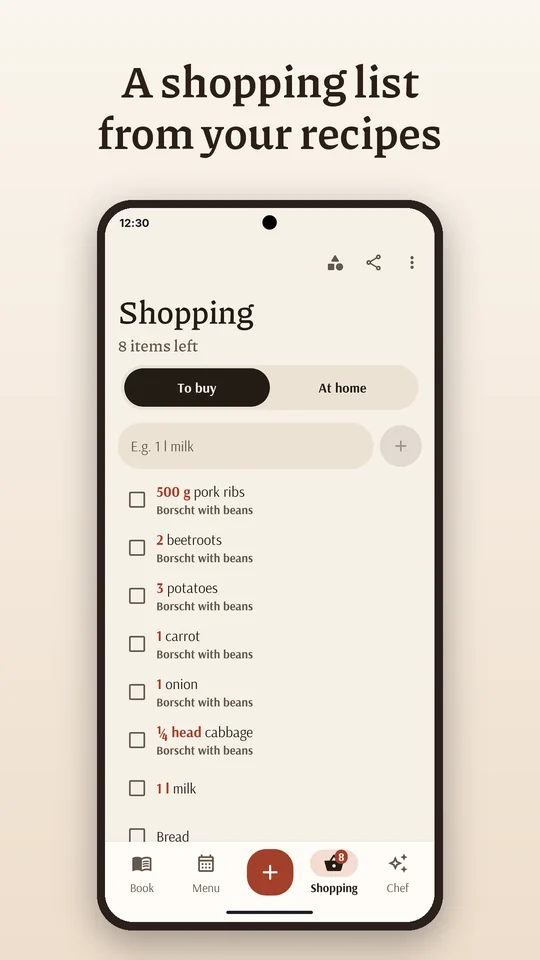 A shopping list
from your recipes
12:30
Shopping
8 items left
To buy
At home
E.g. 1 l milk
500 g pork ribs
Borscht with beans
2 beetroots
Borscht with beans
3 potatoes
Borscht with beans
1 carrot
Borscht with beans
1 onion
Borscht with beans
¼ head cabbage
Borscht with beans
1 l milk
Bread
8
Book
Menu
Shopping
Chef